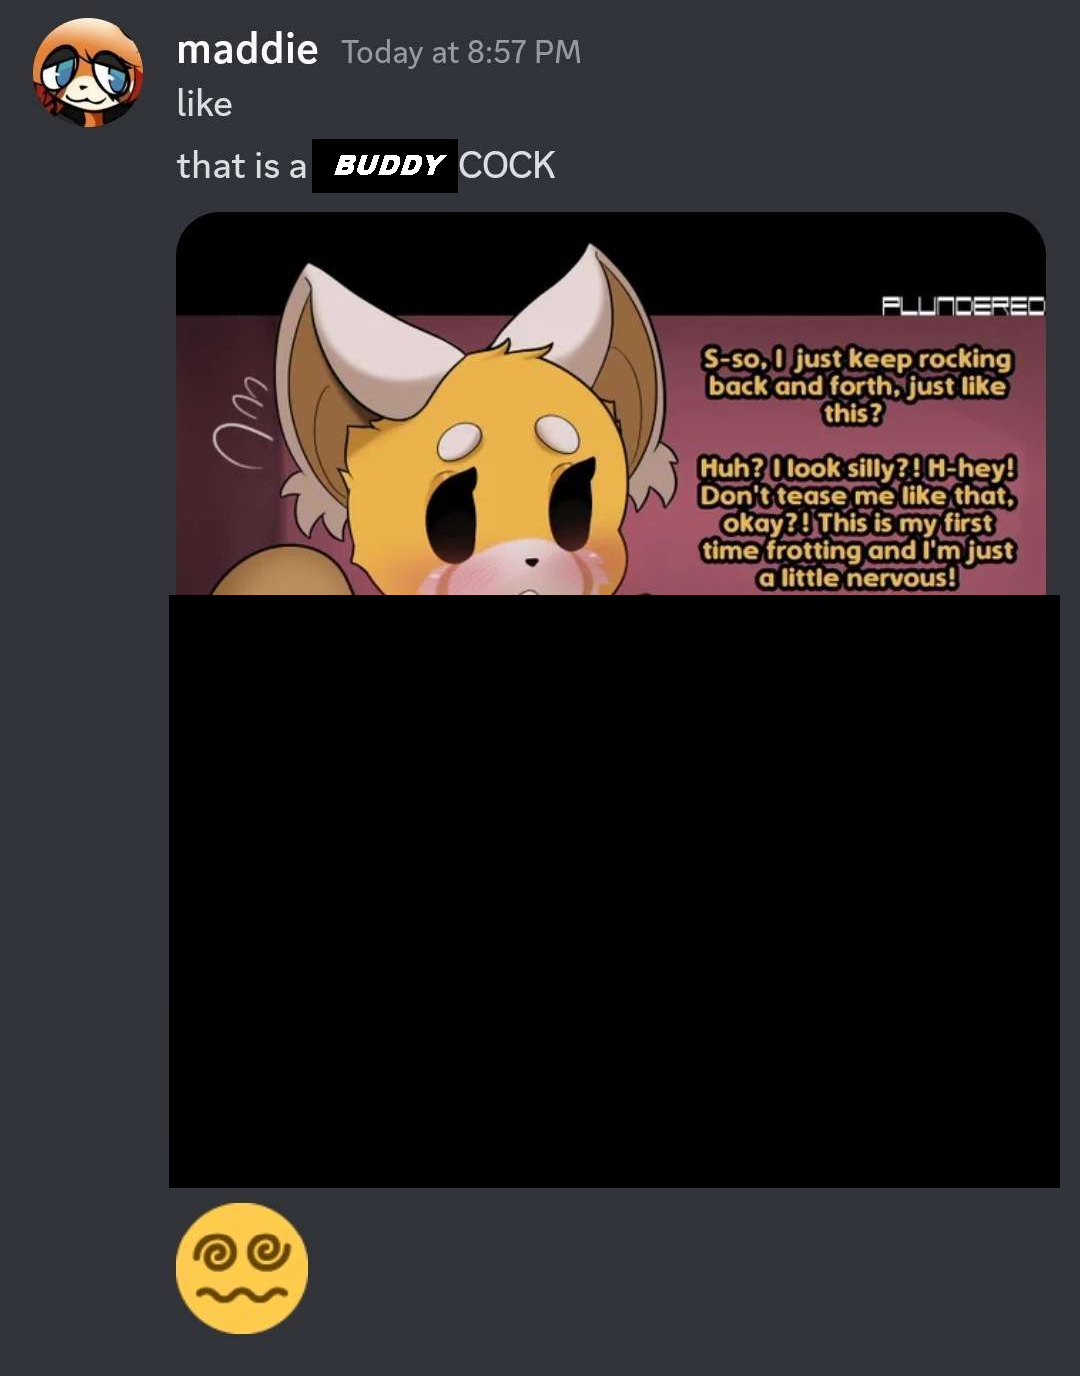 maddie Today at 8:57 PM
like
that is a BUDDY COCK
PLUNDERED
S-so, I just keep rocking
back and forth, just like
this?
Huh? I look silly?! H-hey!
Don't tease me like that,
okay?! This is my first
time frotting and I'm just
a little nervous!